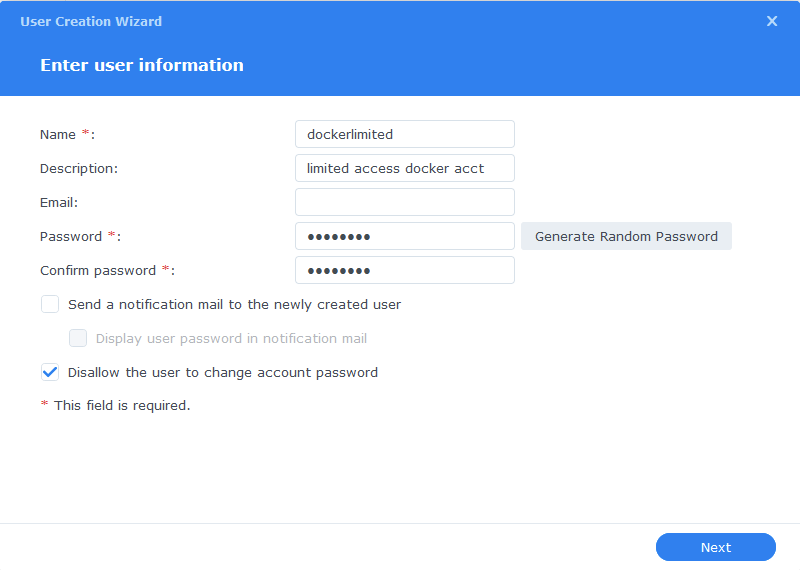 User Creation Wizard
Enter user information
Name *: dockerlimited
Description: limited access docker acct
Email:
Password *: •••••••• Generate Random Password
Confirm password *: ••••••••
Send a notification mail to the newly created user
Display user password in notification mail
Disallow the user to change account password
* This field is required.
Next